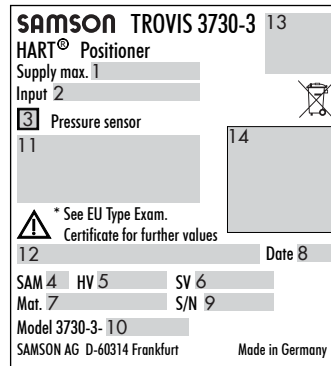 SAMSON TROVIS 3730-3 13
HART® Positioner
Supply max. 1
Input 2
3 Pressure sensor
11
14
* See EU Type Exam.
Certificate for further values
12 Date 8
SAM 4 HV 5 SV 6
Mat. 7 S/N 9
Model 3730-3- 10
SAMSON AG D-60314 Frankfurt Made in Germany